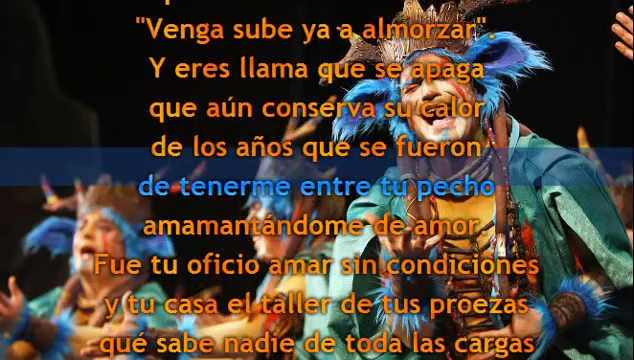 "Venga sube ya a almorzar".
Y eres llama que se apaga
que aún conserva su calor
de los años que se fueron
de tenerme entre tu pecho
amamantándome de amor.
Fue tu oficio amar sin condiciones
y tu casa el taller de tus proezas
qué sabe nadie de toda las cargas